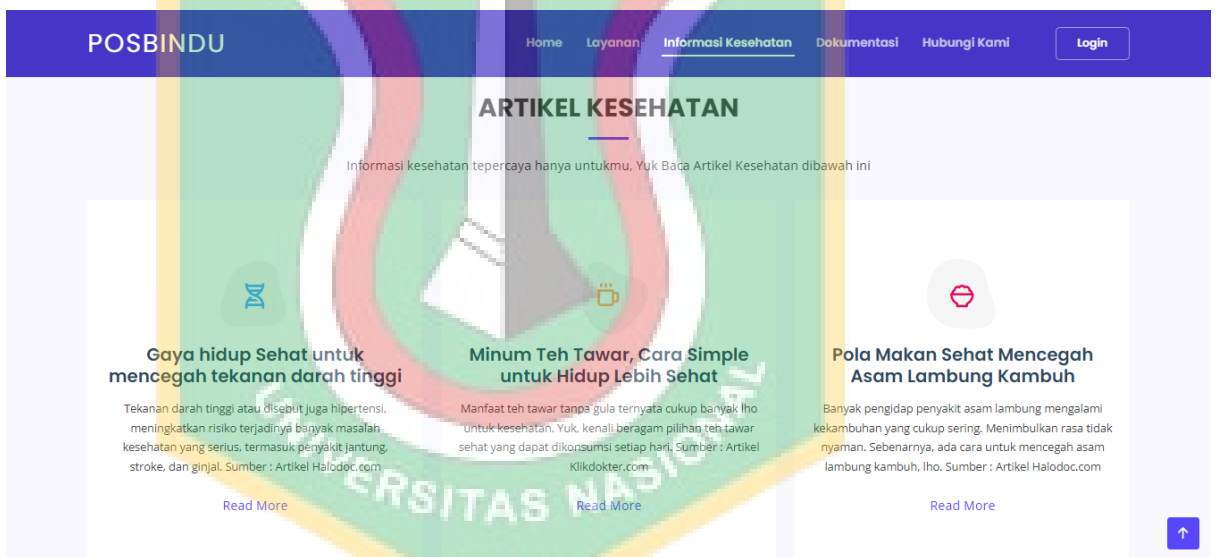 POSBINDU
Home Layanan Informasi Kesehatan Dokumentasi Hubungi Kami Login
ARTIKEL KESEHATAN
Informasi kesehatan tepercaya hanya untukmu, Yuk Baca Artikel Kesehatan dibawah ini
Gaya hidup Sehat untuk
mencegah tekanan darah tinggi
Tekanan darah tinggi atau disebut juga hipertensi,
meningkatkan risiko terjadinya banyak masalah
kesehatan yang serius, termasuk penyakit jantung,
stroke, dan ginjal. Sumber : Artikel Halodoc.com
Read More
Minum Teh Tawar, Cara Simple
untuk Hidup Lebih Sehat
Manfaat teh tawar tanpa gula ternyata cukup banyak lho
untuk kesehatan. Yuk, kenali beragam pilihan teh tawar
sehat yang dapat dikonsumsi setiap hari. Sumber : Artikel
Klikdokter.com
Read More
Pola Makan Sehat Mencegah
Asam Lambung Kambuh
Banyak pengidap penyakit asam lambung mengalami
kekambuhan yang cukup sering. Menimbulkan rasa tidak
nyaman. Sebenarnya, ada cara untuk mencegah asam
lambung kambuh, lho. Sumber : Artikel Halodoc.com
Read More
UNIVERSITAS NASIONAL